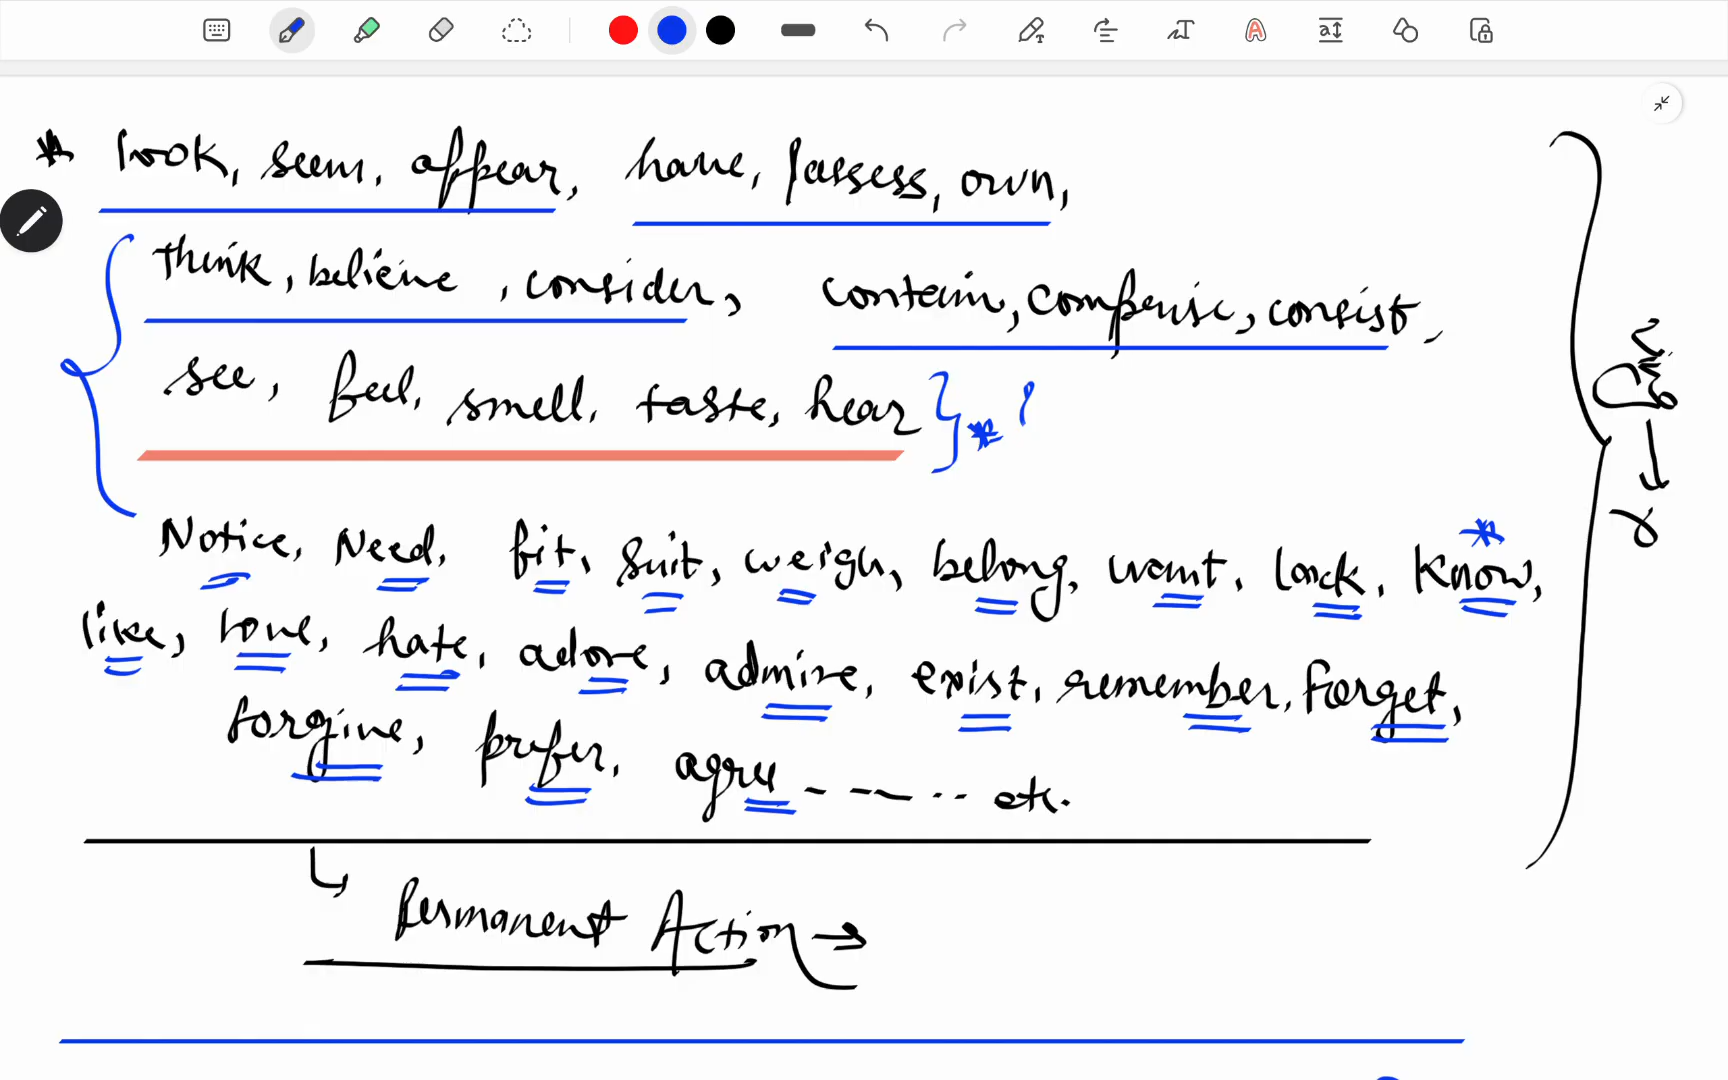 * look, seem, appear, have, possess, own,
think, believe, consider, contain, comprise, consist,
see, feel, smell, taste, hear } *
Notice, Need, fit, suit, weigh, belong, want, lack, know,
like, love, hate, adore, admire, exist, remember, forget,
forgive, prefer, agree - - - - .. etc.
Permanent Action →